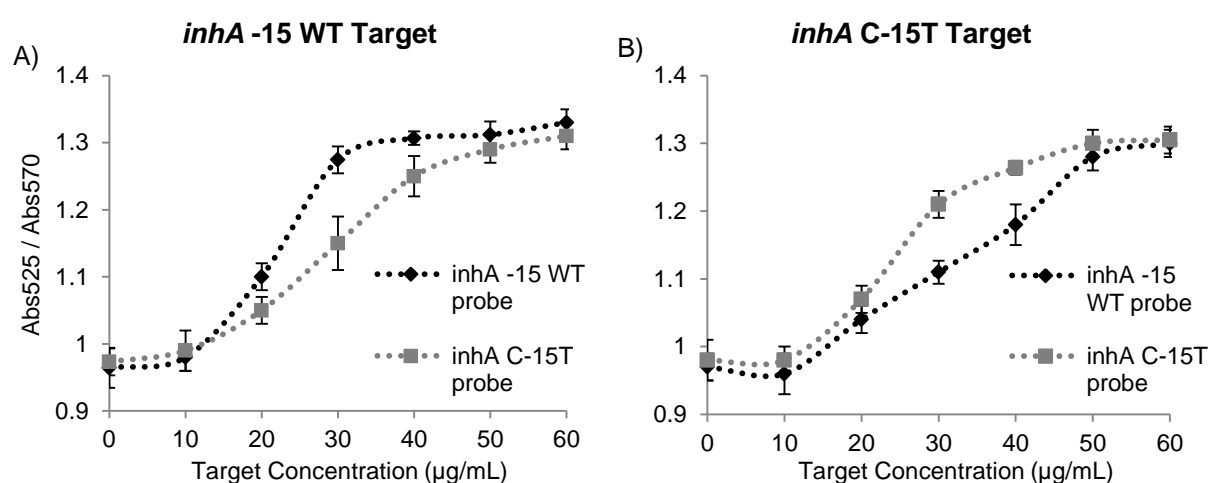 A)
inhA -15 WT Target
1.4
1.3
1.2
1.1
1
0.9
Abs525 / Abs570
inhA -15 WT
probe
inhA C-15T
probe
0 10 20 30 40 50 60
Target Concentration (µg/mL)
B)
inhA C-15T Target
1.4
1.3
1.2
1.1
1
0.9
inhA -15
WT probe
inhA C-15T
probe
0 10 20 30 40 50 60
Target Concentration (µg/mL)